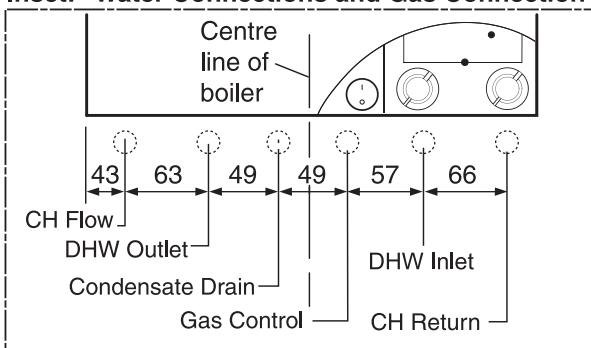 Inset: Water Connections and Gas Connection
Centre
line of
boiler
43 63 49 49 57 66
CH Flow
DHW Outlet
DHW Inlet
Condensate Drain
Gas Control
CH Return